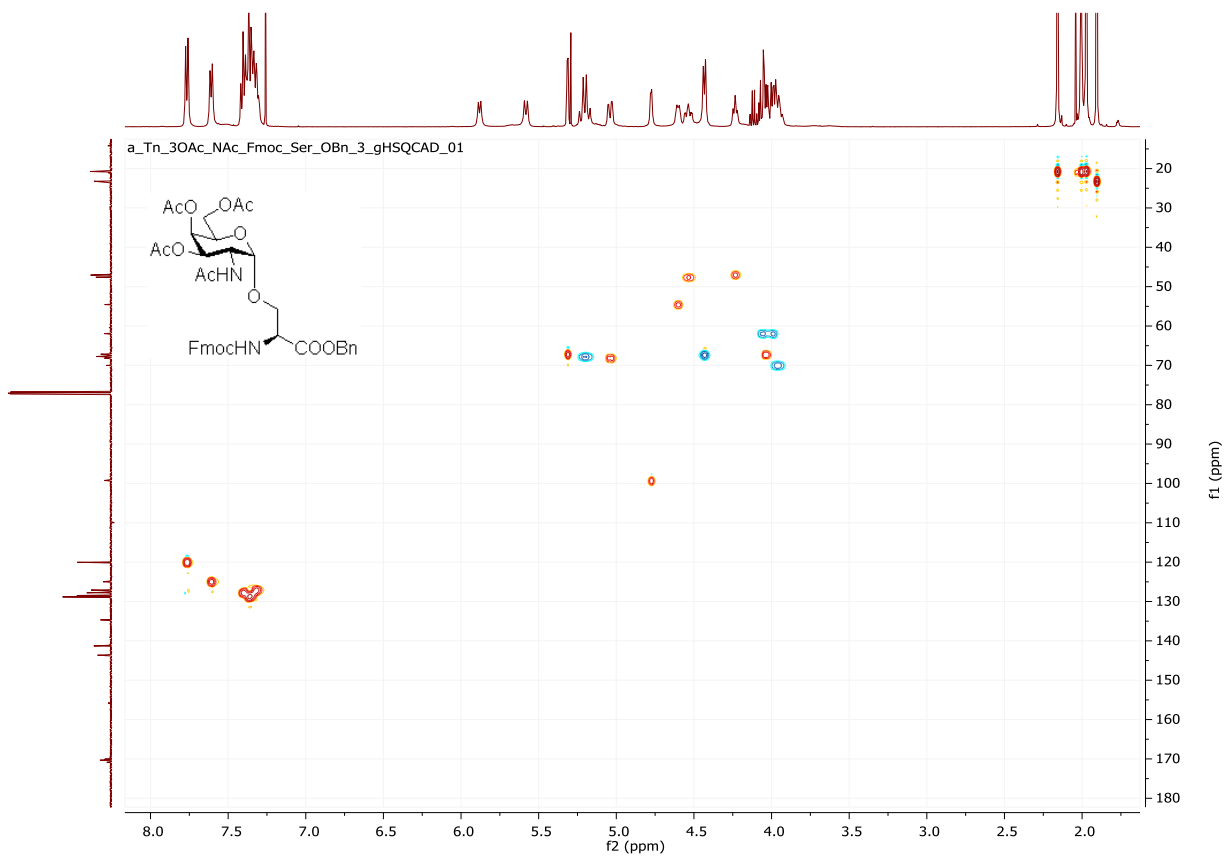 a_Tn_3OAc_NAc_Fmoc_Ser_OBn_3_gHSQCAD_01
AcO
OAc
O
AcO
AcHN
O
FmocHN
COOBn
20
30
40
50
60
70
80
90
100
110
120
130
140
150
160
170
180
f1 (ppm)
8.0 7.5 7.0 6.5 6.0 5.5 5.0 4.5 4.0 3.5 3.0 2.5 2.0
f2 (ppm)